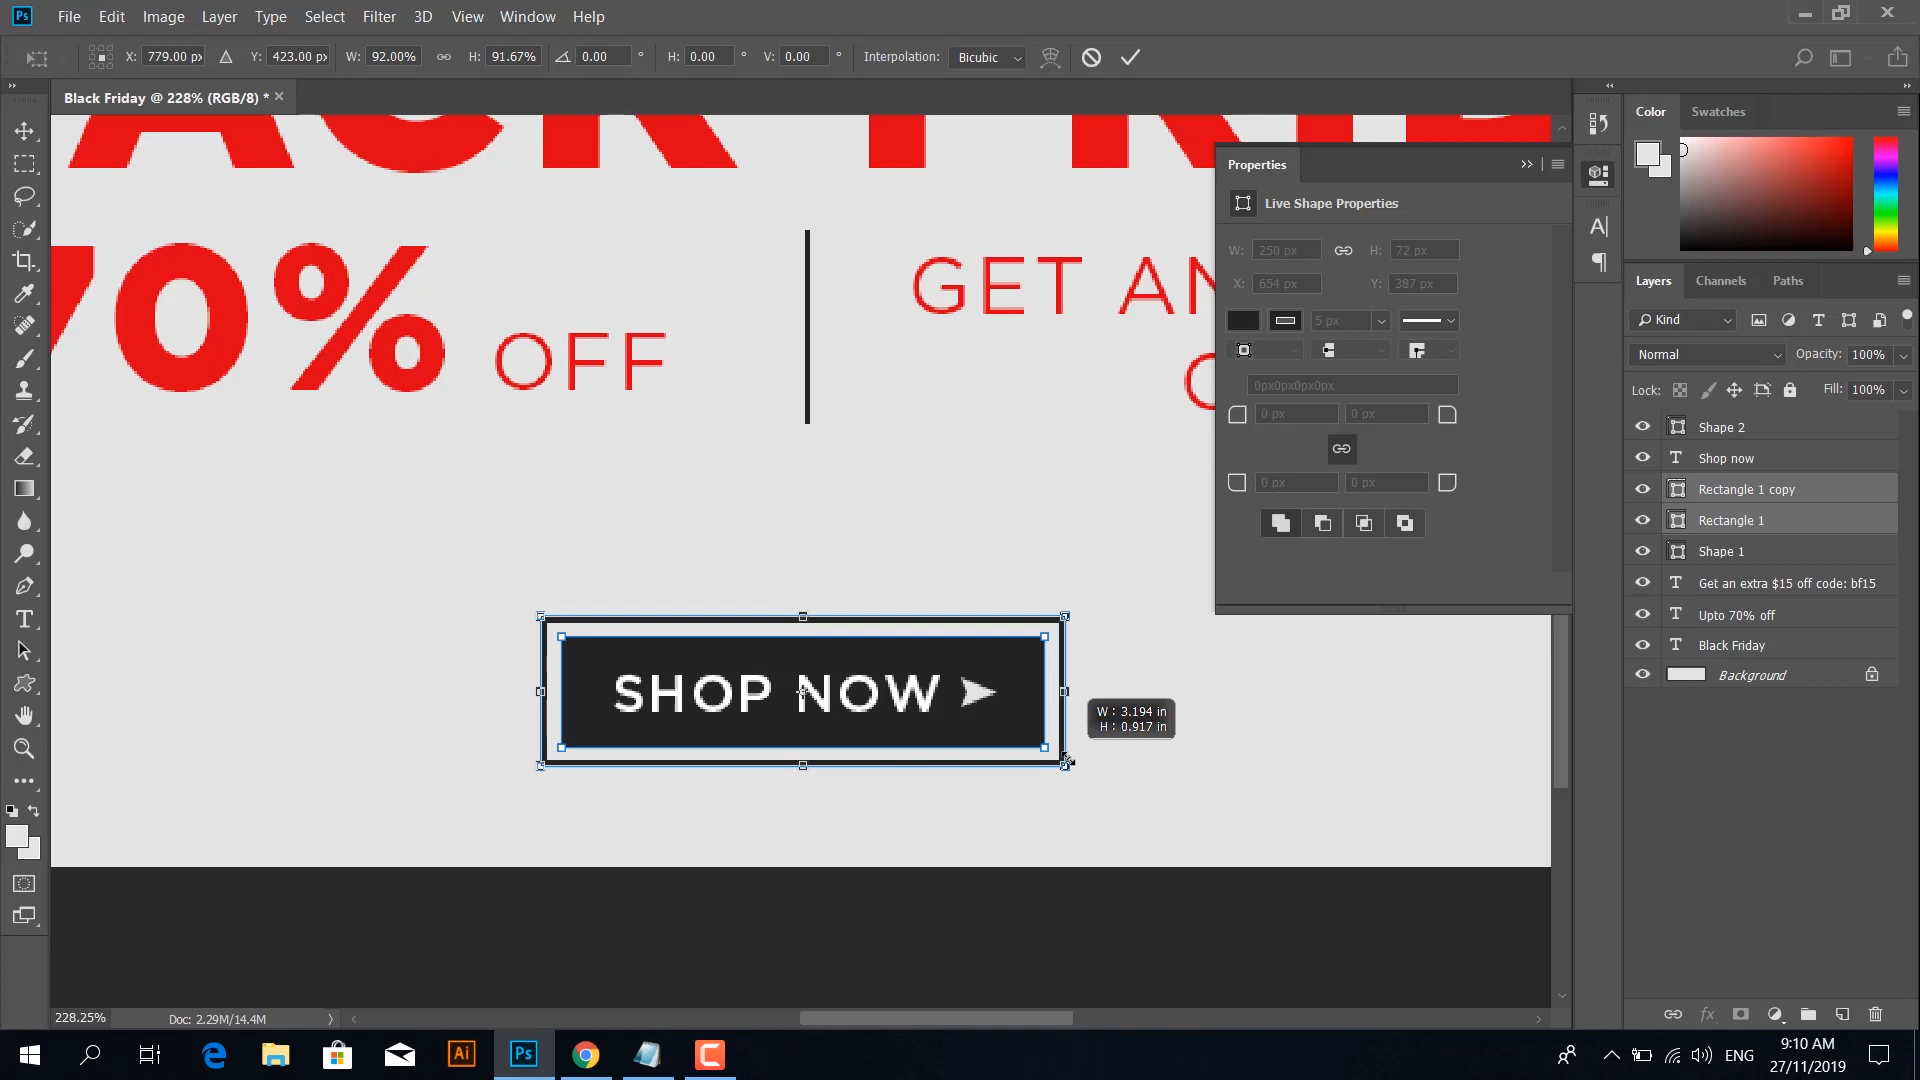 Ps File Edit Image Layer Type Select Filter 3D View Window Help
X: 779.00 px Y: 423.00 px W: 92.00% H: 91.67% 0.00 ° H: 0.00 ° V: 0.00 ° Interpolation: Bicubic
Black Friday @ 228% (RGB/8) *
70% OFF
Properties
Live Shape Properties
W: 250 px H: 72 px
X: 654 px Y: 387 px
5 px
0px0px0px0px
0 px 0 px
0 px 0 px
SHOP NOW
W : 3.194 in
H : 0.917 in
Color Swatches
Layers Channels Paths
Kind
Normal Opacity: 100%
Lock: Fill: 100%
Shape 2
Shop now
Rectangle 1 copy
Rectangle 1
Shape 1
Get an extra $15 off code: bf15
Upto 70% off
Black Friday
Background
228.25% Doc: 2.29M/14.4M
Ai Ps ENG 9:10 AM
27/11/2019